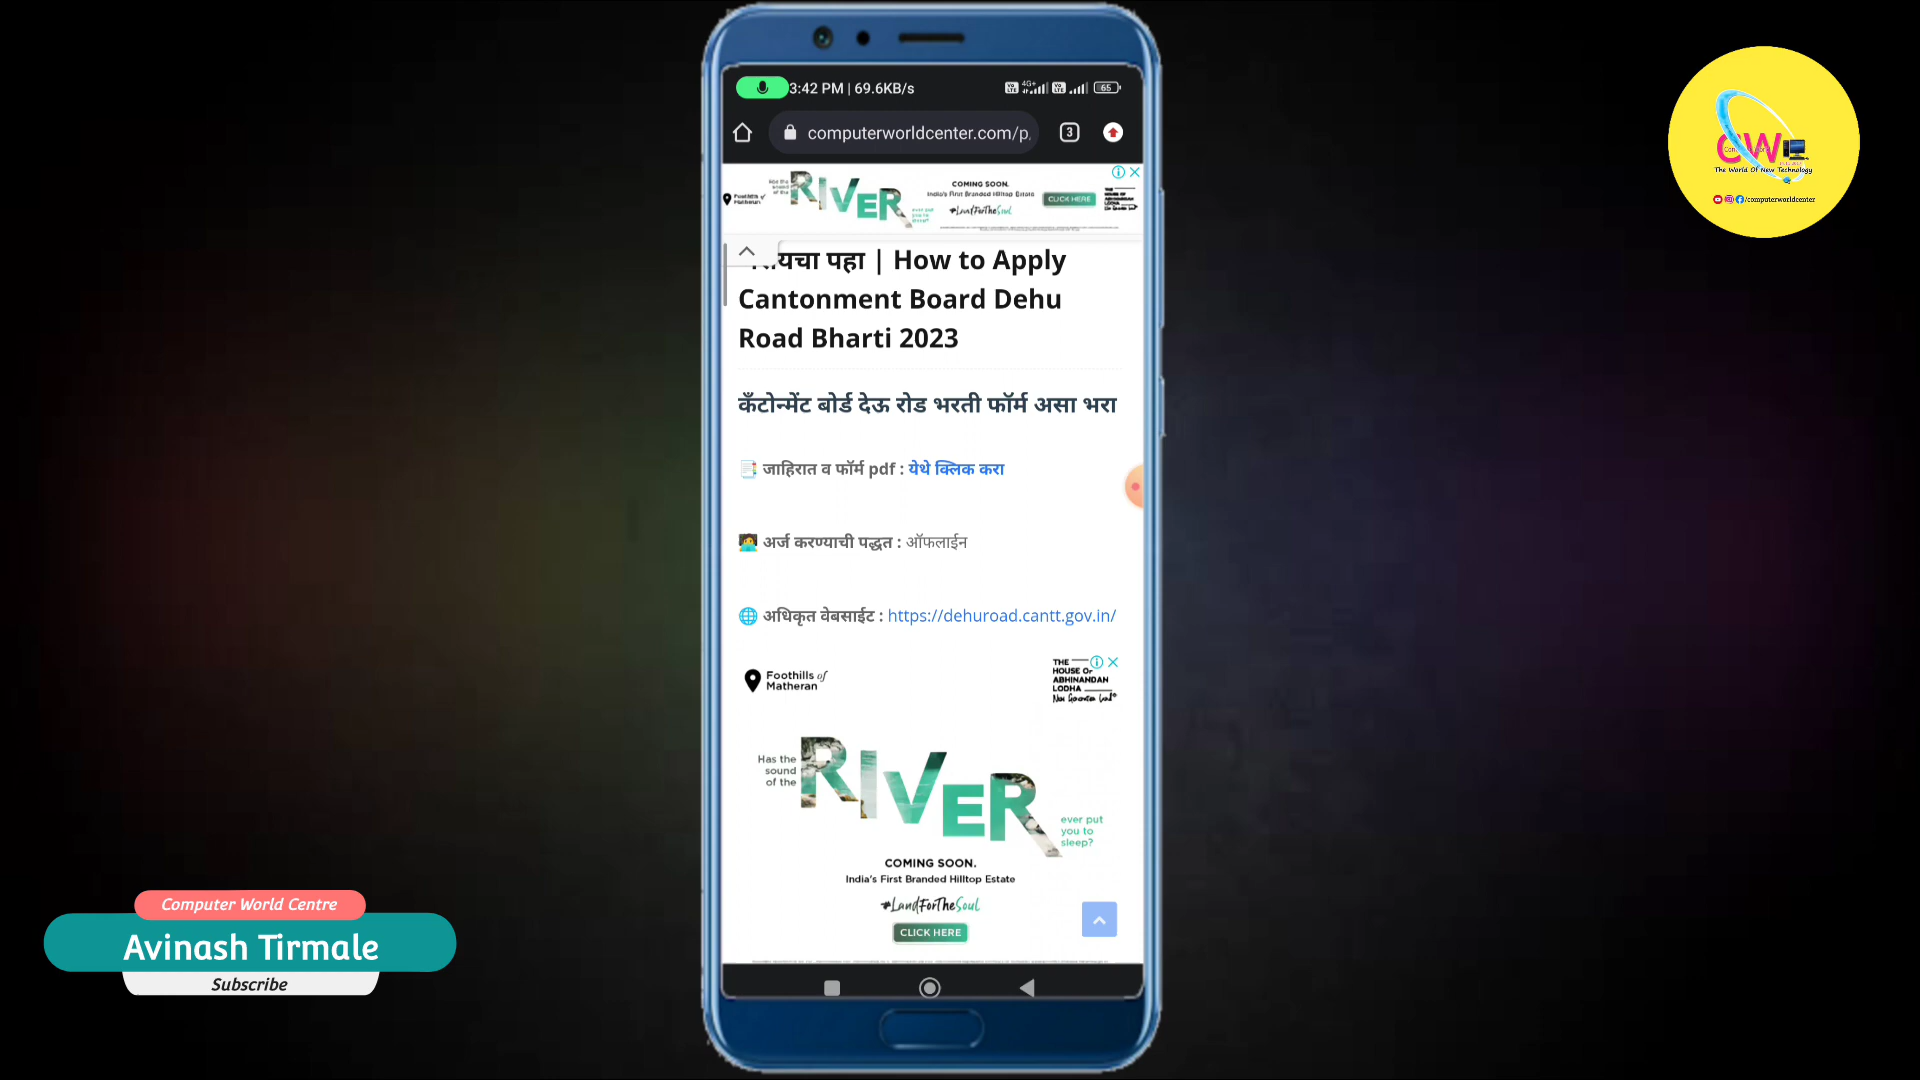 3:42 PM | 69.6KB/s
65
computerworldcenter.com/p
3
RIVER
COMING SOON.
India's First Branded Hilltop Estate
#LandForTheSoul
CLICK HERE
पहा | How to Apply
Cantonment Board Dehu
Road Bharti 2023
कँटोन्मेंट बोर्ड देऊ रोड भरती फॉर्म असा भरा
जाहिरात व फॉर्म pdf : येथे क्लिक करा
अर्ज करण्याची पद्धत : ऑफलाईन
अधिकृत वेबसाईट : https://dehuroad.cantt.gov.in/
Foothills of
Matheran
THE
HOUSE OF
ABHINANDAN
LODHA
Has the
sound
of the
RIVER
ever put
you to
sleep?
COMING SOON.
India's First Branded Hilltop Estate
#LandForTheSoul
CLICK HERE
CW
The World Of New Technology
/computerworldcenter
Computer World Centre
Avinash Tirmale
Subscribe